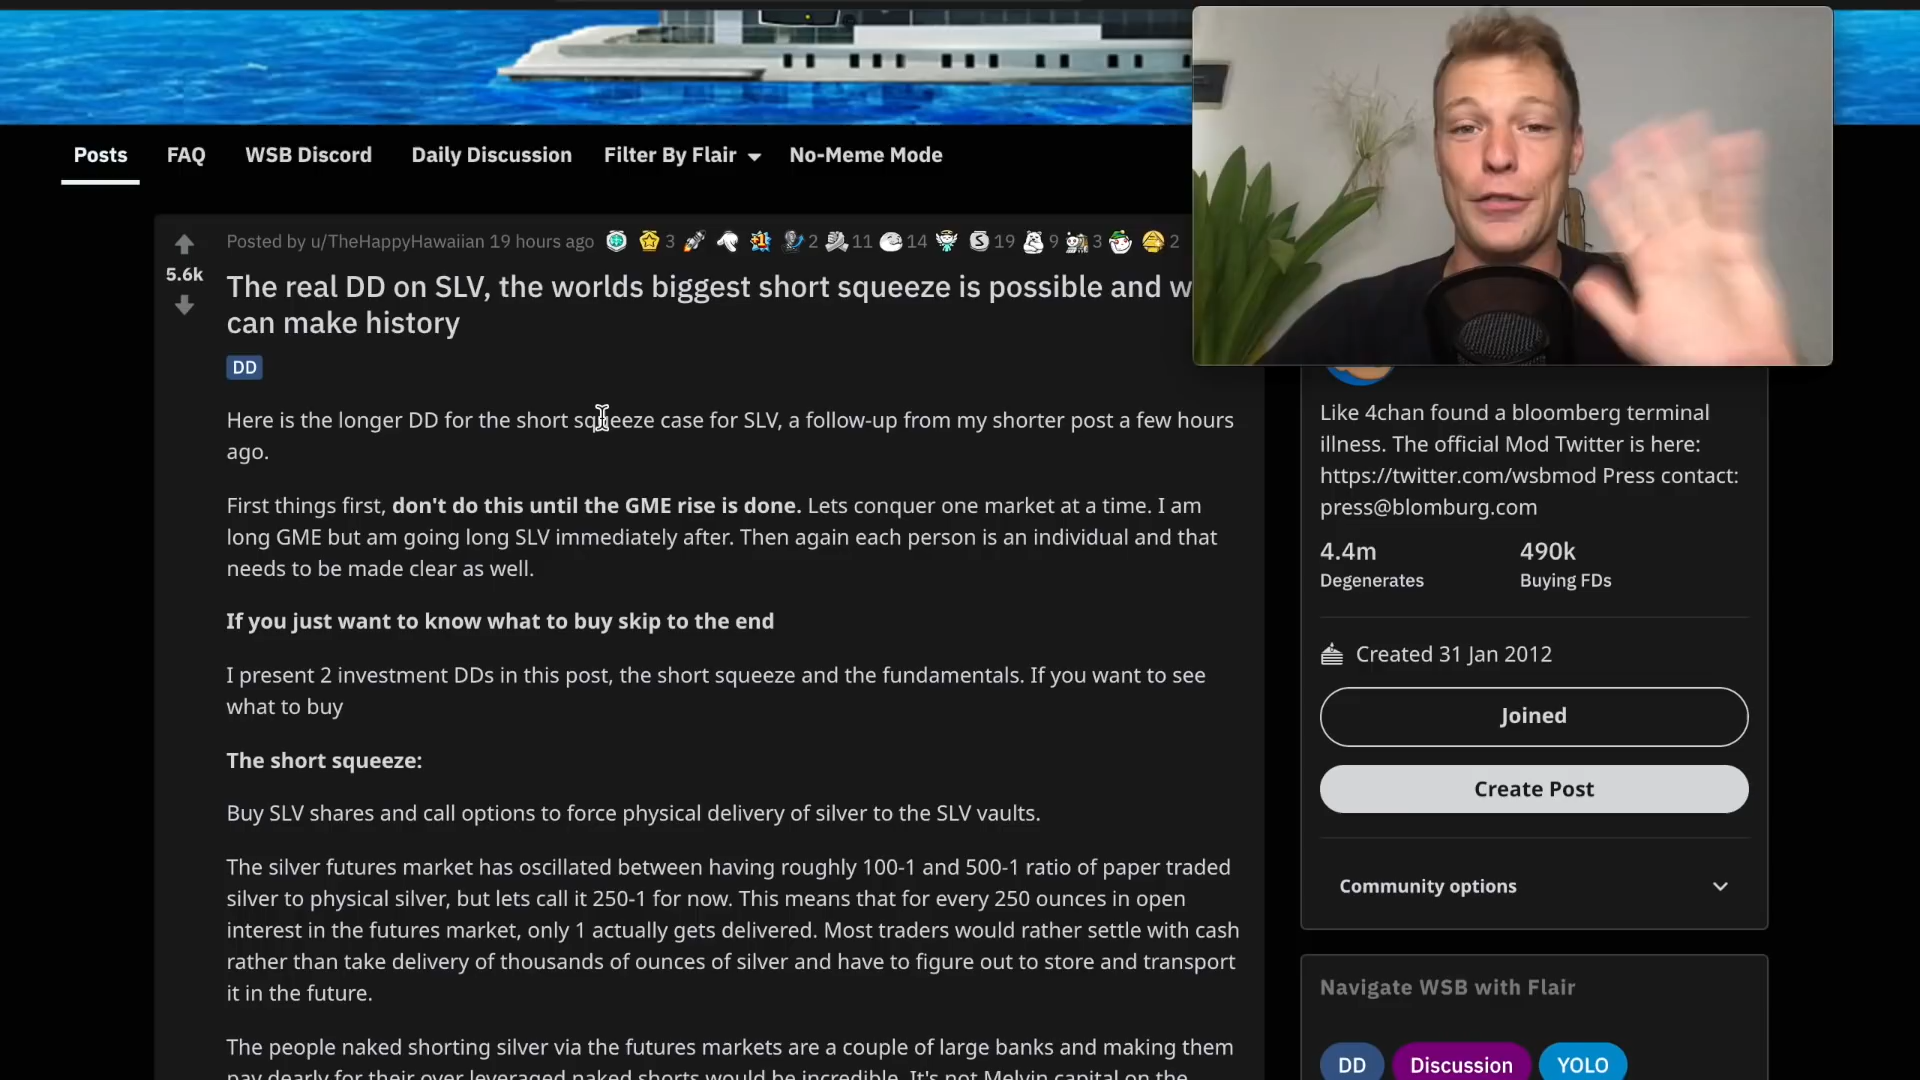 Posts FAQ WSB Discord Daily Discussion Filter By Flair No-Meme Mode
5.6k
Posted by u/TheHappyHawaiian 19 hours ago 3 2 11 14 19 9 3 2
The real DD on SLV, the worlds biggest short squeeze is possible and
can make history
DD
Here is the longer DD for the short squeeze case for SLV, a follow-up from my shorter post a few hours
ago.
First things first, don't do this until the GME rise is done. Lets conquer one market at a time. I am
long GME but am going long SLV immediately after. Then again each person is an individual and that
needs to be made clear as well.
If you just want to know what to buy skip to the end
I present 2 investment DDs in this post, the short squeeze and the fundamentals. If you want to see
what to buy
The short squeeze:
Buy SLV shares and call options to force physical delivery of silver to the SLV vaults.
The silver futures market has oscillated between having roughly 100-1 and 500-1 ratio of paper traded
silver to physical silver, but lets call it 250-1 for now. This means that for every 250 ounces in open
interest in the futures market, only 1 actually gets delivered. Most traders would rather settle with cash
rather than take delivery of thousands of ounces of silver and have to figure out to store and transport
it in the future.
The people naked shorting silver via the futures markets are a couple of large banks and making them
pay dearly for their over leveraged naked shorts would be incredible. It's not Melvin capital on the
Like 4chan found a bloomberg terminal
illness. The official Mod Twitter is here:
https://twitter.com/wsbmod Press contact:
press@blomburg.com
4.4m 490k
Degenerates Buying FDs
Created 31 Jan 2012
Joined
Create Post
Community options
Navigate WSB with Flair
DD Discussion YOLO